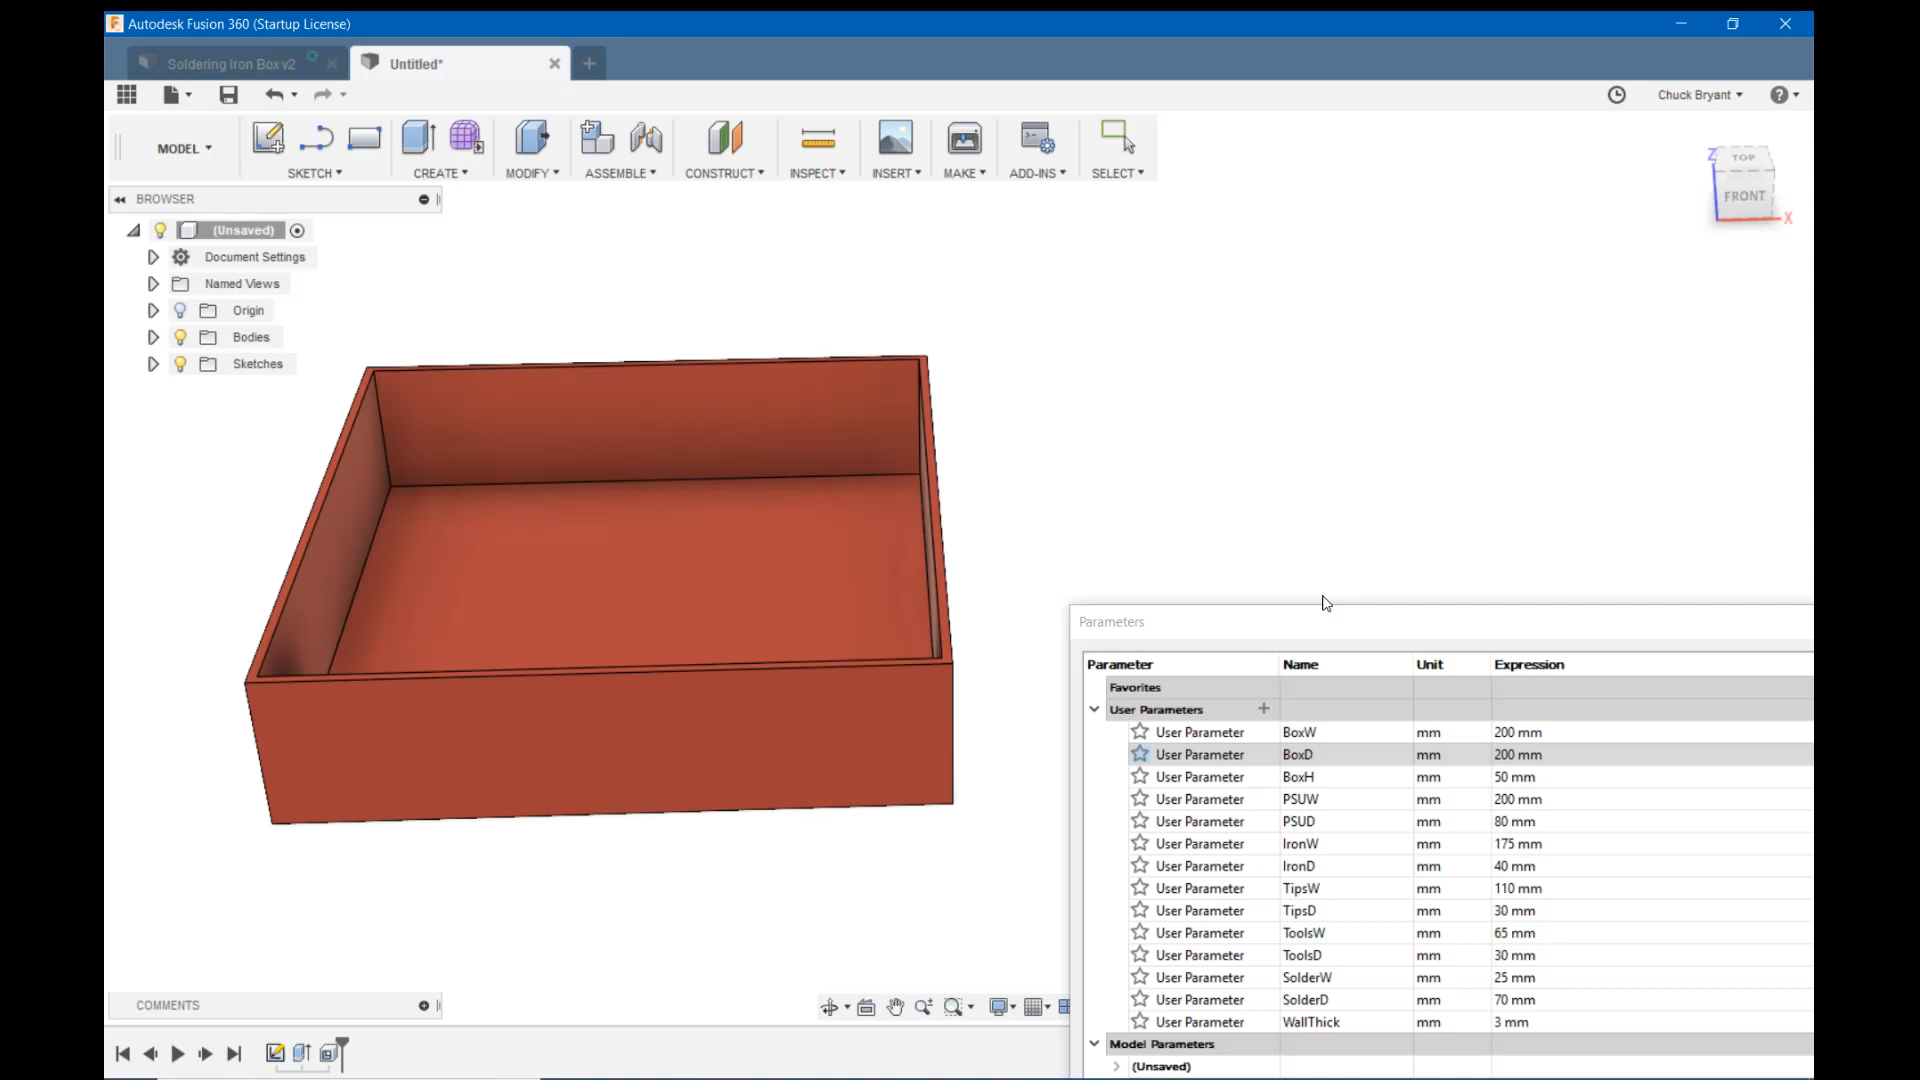 Autodesk Fusion 360 (Startup License)
Soldering Iron Box v2
Untitled*
Chuck Bryant
MODEL
SKETCH
CREATE
MODIFY
ASSEMBLE
CONSTRUCT
INSPECT
INSERT
MAKE
ADD-INS
SELECT
TOP
FRONT
Z
X
BROWSER
(Unsaved)
Document Settings
Named Views
Origin
Bodies
Sketches
Parameters
Parameter Name Unit Expression
Favorites
User Parameters +
User Parameter BoxW mm 200 mm
User Parameter BoxD mm 200 mm
User Parameter BoxH mm 50 mm
User Parameter PSUW mm 200 mm
User Parameter PSUD mm 80 mm
User Parameter IronW mm 175 mm
User Parameter IronD mm 40 mm
User Parameter TipsW mm 110 mm
User Parameter TipsD mm 30 mm
User Parameter ToolsW mm 65 mm
User Parameter ToolsD mm 30 mm
User Parameter SolderW mm 25 mm
User Parameter SolderD mm 70 mm
User Parameter WallThick mm 3 mm
Model Parameters
(Unsaved)
COMMENTS